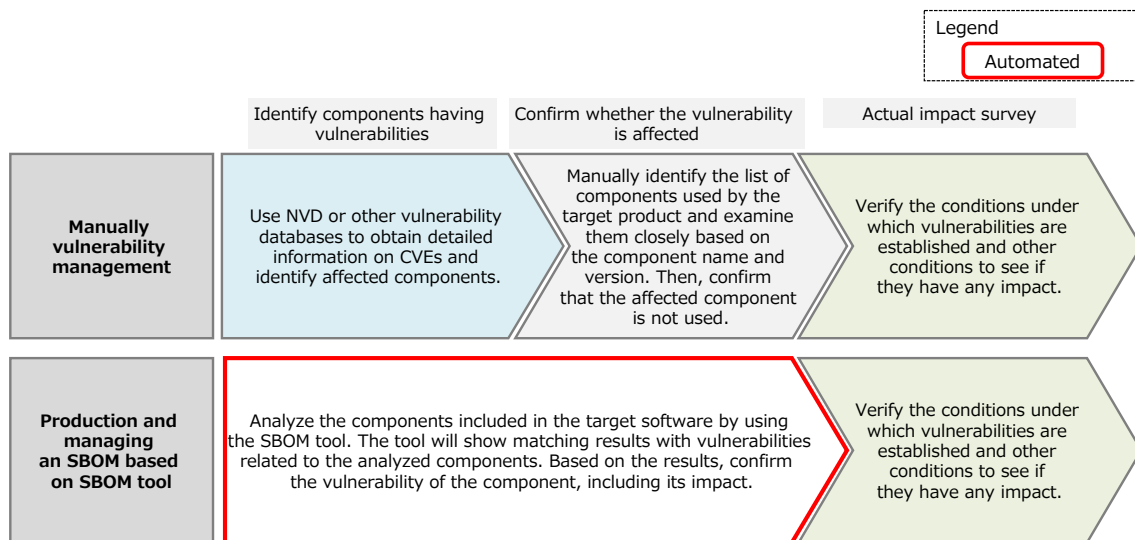 Legend
Automated
Identify components having
vulnerabilities
Confirm whether the vulnerability
is affected
Actual impact survey
Manually
vulnerability
management
Use NVD or other vulnerability
databases to obtain detailed
information on CVEs and
identify affected components.
Manually identify the list of
components used by the
target product and examine
them closely based on
the component name and
version. Then, confirm
that the affected component
is not used.
Verify the conditions under
which vulnerabilities are
established and other
conditions to see if
they have any impact.
Production and
managing
an SBOM based
on SBOM tool
Analyze the components included in the target software by using
the SBOM tool. The tool will show matching results with vulnerabilities
related to the analyzed components. Based on the results, confirm
the vulnerability of the component, including its impact.
Verify the conditions under
which vulnerabilities are
established and other
conditions to see if
they have any impact.